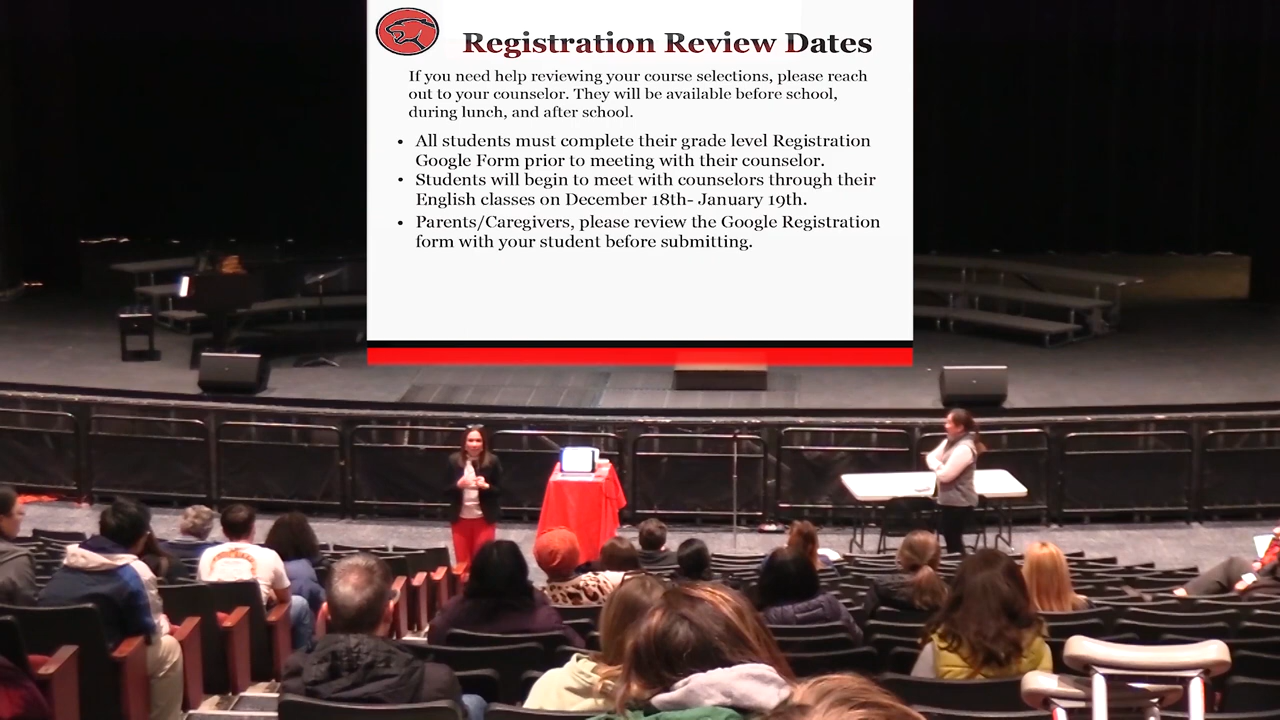 Registration Review Dates
If you need help reviewing your course selections, please reach
out to your counselor. They will be available before school,
during lunch, and after school.
• All students must complete their grade level Registration
Google Form prior to meeting with their counselor.
• Students will begin to meet with counselors through their
English classes on December 18th- January 19th.
• Parents/Caregivers, please review the Google Registration
form with your student before submitting.